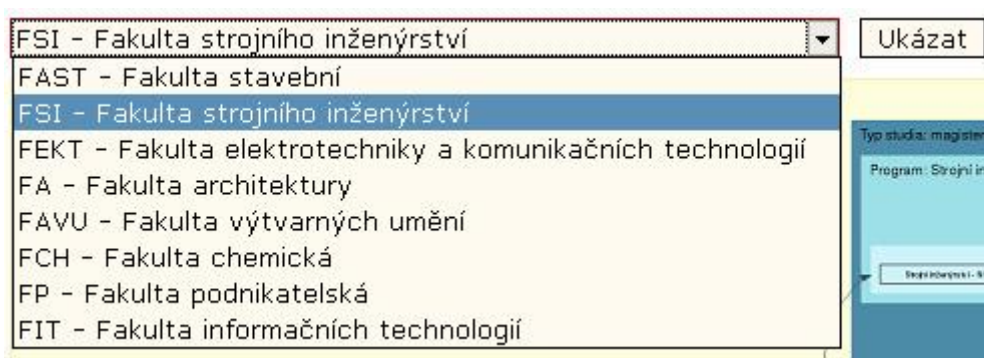 FSI - Fakulta strojního inženýrství
Ukázat
FAST - Fakulta stavební
FSI - Fakulta strojního inženýrství
FEKT - Fakulta elektrotechniky a komunikačních technologií
FA - Fakulta architektury
FAVU - Fakulta výtvarných umění
FCH - Fakulta chemická
FP - Fakulta podnikatelská
FIT - Fakulta informačních technologií
Typ studia: magister
Program: Strojní in